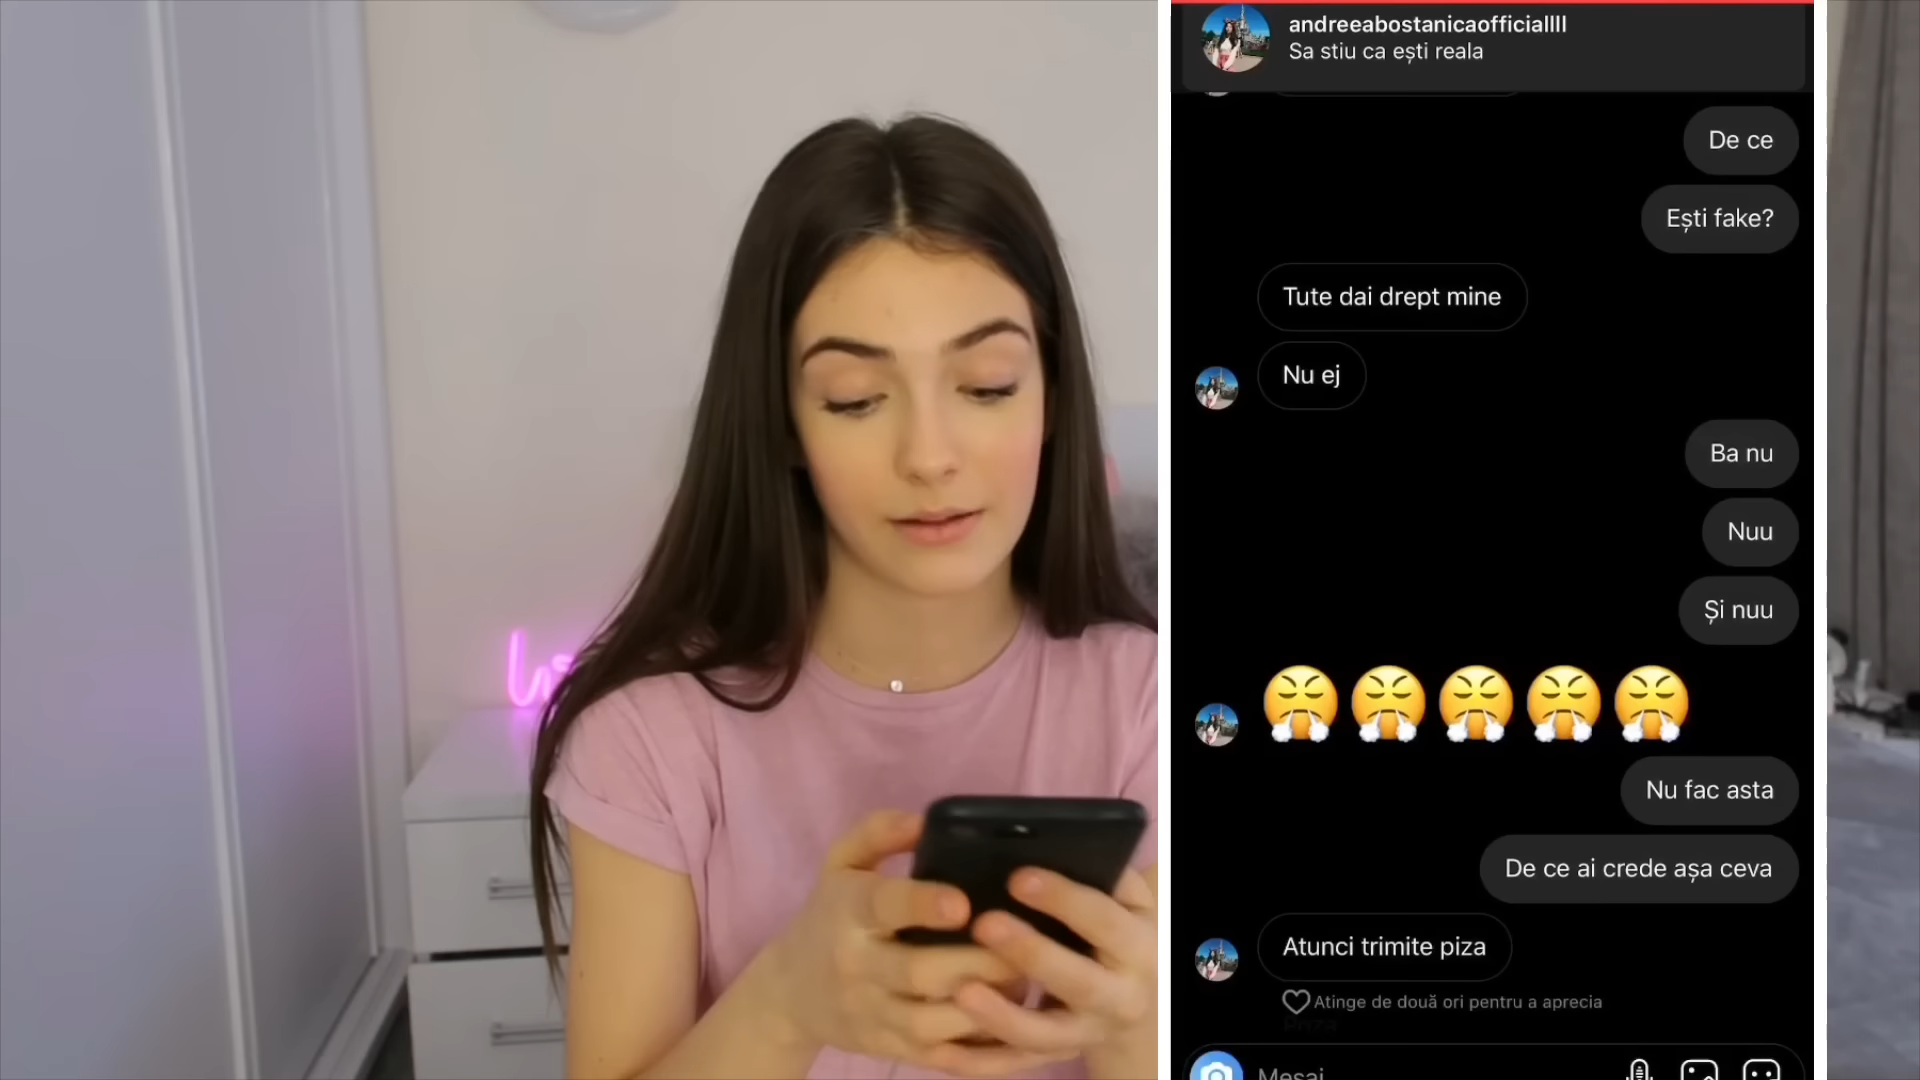 andreeabostanicaofficiallll
Sa stiu ca ești reala
De ce
Ești fake?
Tute dai drept mine
Nu ej
Ba nu
Nuu
Și nuu
Nu fac asta
De ce ai crede așa ceva
Atunci trimite piza
Atinge de două ori pentru a aprecia
Mesaj